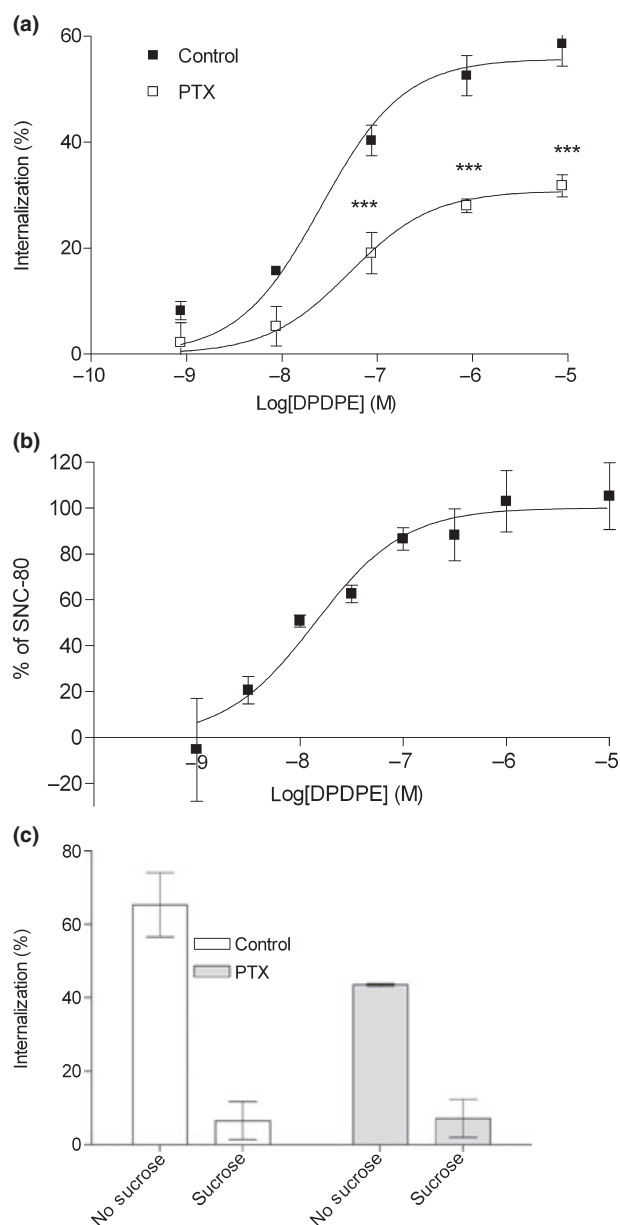 (a)
60
40
20
0
Internalization (%)
Control
PTX
***
***
***
–10
–9
–8
–7
–6
–5
Log[DPDPE] (M)
(b)
120
100
80
60
40
20
0
–20
% of SNC-80
–9
–8
–7
–6
–5
Log[DPDPE] (M)
(c)
80
60
40
20
0
Internalization (%)
Control
PTX
No sucrose
Sucrose
No sucrose
Sucrose